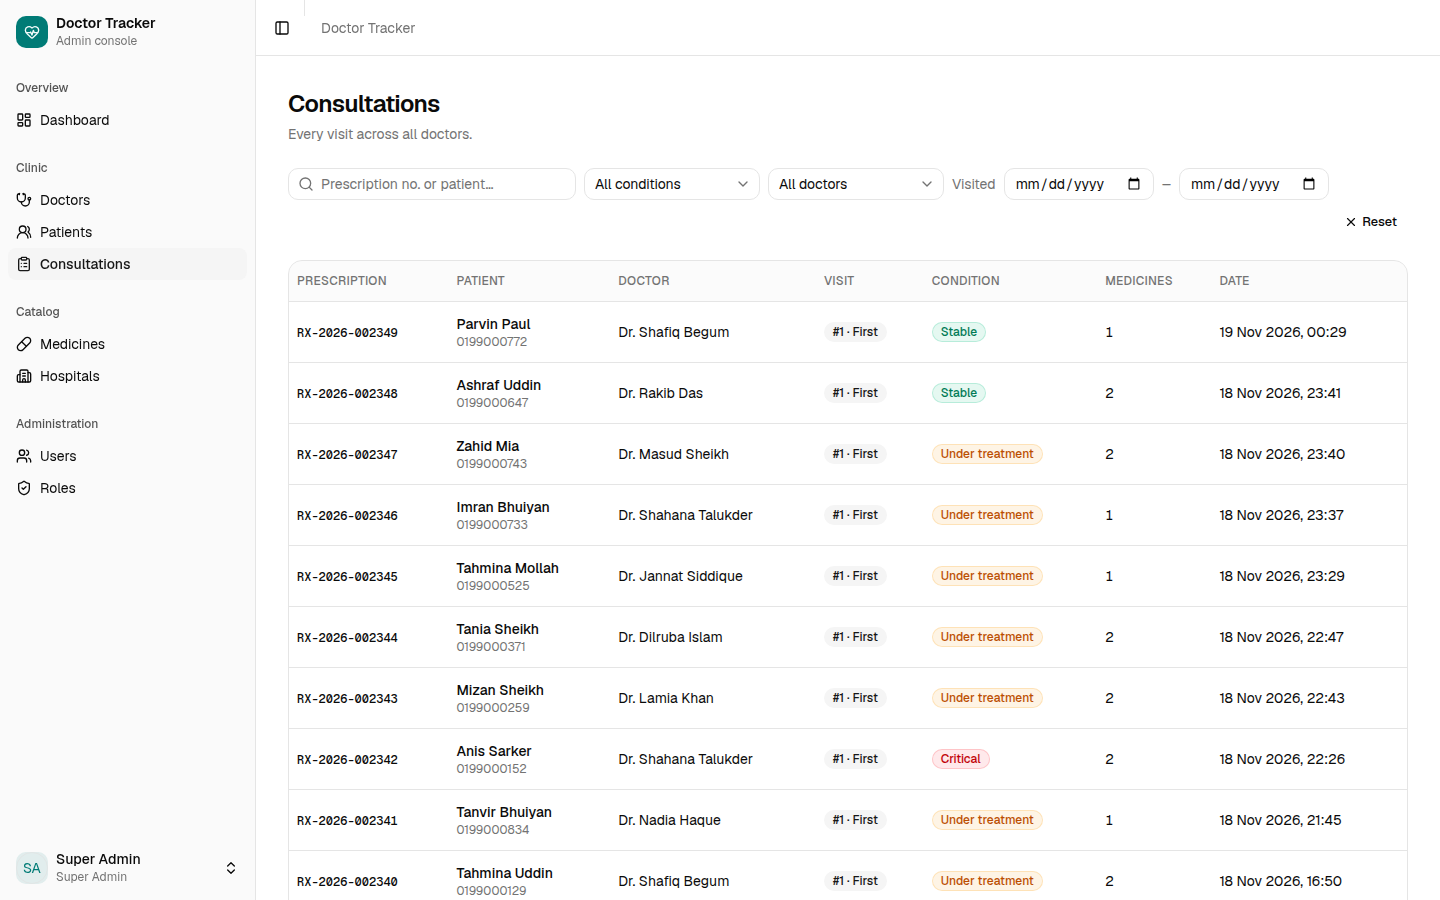 Doctor Tracker
Admin console
Overview
Dashboard
Clinic
Doctors
Patients
Consultations
Catalog
Medicines
Hospitals
Administration
Users
Roles
SA
Super Admin
Super Admin
Doctor Tracker
Consultations
Every visit across all doctors.
Prescription no. or patient... All conditions All doctors Visited mm/dd/yyyy – mm/dd/yyyy
Reset
PRESCRIPTION PATIENT DOCTOR VISIT CONDITION MEDICINES DATE
RX-2026-002349 Parvin Paul Dr. Shafiq Begum #1 · First Stable 1 19 Nov 2026, 00:29
0199000772
RX-2026-002348 Ashraf Uddin Dr. Rakib Das #1 · First Stable 2 18 Nov 2026, 23:41
0199000647
RX-2026-002347 Zahid Mia Dr. Masud Sheikh #1 · First Under treatment 2 18 Nov 2026, 23:40
0199000743
RX-2026-002346 Imran Bhuiyan Dr. Shahana Talukder #1 · First Under treatment 1 18 Nov 2026, 23:37
0199000733
RX-2026-002345 Tahmina Mollah Dr. Jannat Siddique #1 · First Under treatment 1 18 Nov 2026, 23:29
0199000525
RX-2026-002344 Tania Sheikh Dr. Dilruba Islam #1 · First Under treatment 2 18 Nov 2026, 22:47
0199000371
RX-2026-002343 Mizan Sheikh Dr. Lamia Khan #1 · First Under treatment 2 18 Nov 2026, 22:43
0199000259
RX-2026-002342 Anis Sarker Dr. Shahana Talukder #1 · First Critical 2 18 Nov 2026, 22:26
0199000152
RX-2026-002341 Tanvir Bhuiyan Dr. Nadia Haque #1 · First Under treatment 1 18 Nov 2026, 21:45
0199000834
RX-2026-002340 Tahmina Uddin Dr. Shafiq Begum #1 · First Under treatment 2 18 Nov 2026, 16:50
0199000129